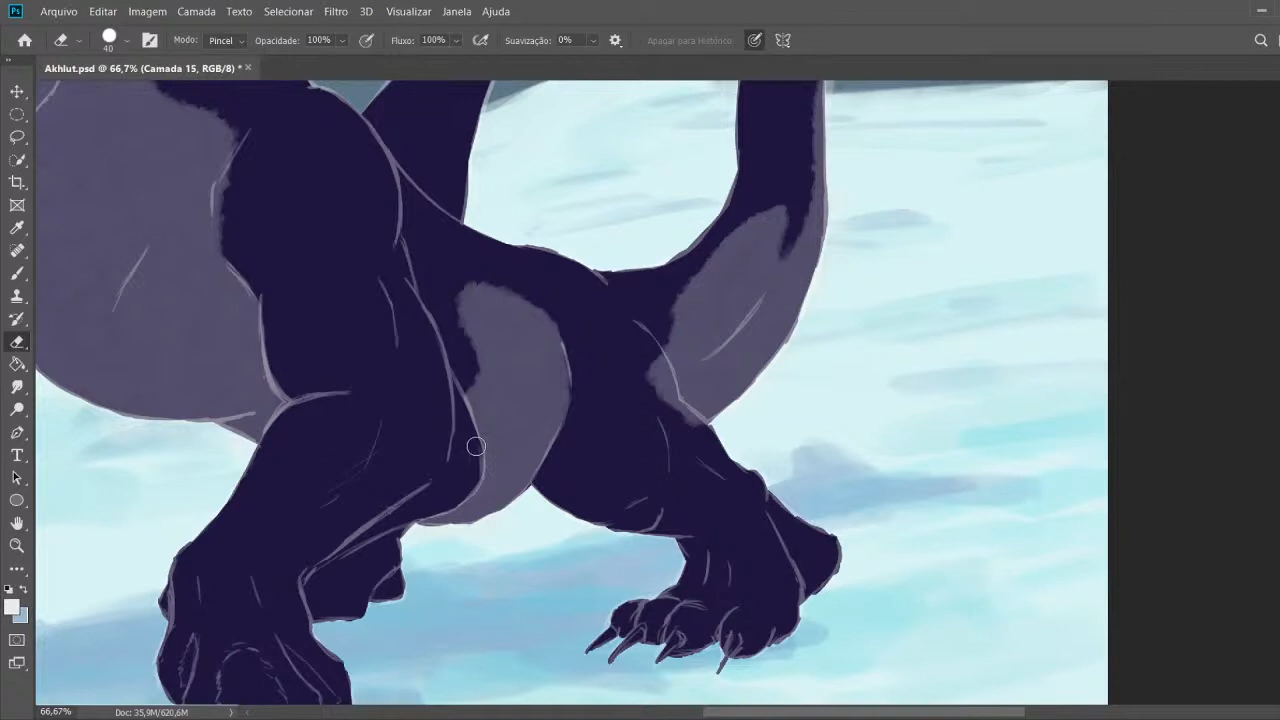 Ps Arquivo Editar Imagem Camada Texto Selecionar Filtro 3D Visualizar Janela Ajuda
40 Modo: Pincel Opacidade: 100% Fluxo: 100% Suavização: 0% Apagar para Histórico
Akhlut.psd @ 66,7% (Camada 15, RGB/8) *
66,67% Doc: 35,9M/620,6M